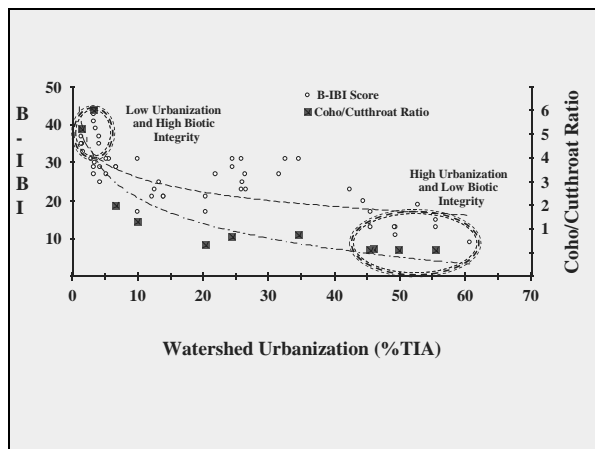 50
40
30
20
10
B
-
I
B
I
B-IBI Score
Coho/Cutthroat Ratio
Low Urbanization
and High Biotic
Integrity
High Urbanization
and Low Biotic
Integrity
6
5
4
3
2
1
Coho/Cutthroat Ratio
0 10 20 30 40 50 60 70
Watershed Urbanization (%TIA)